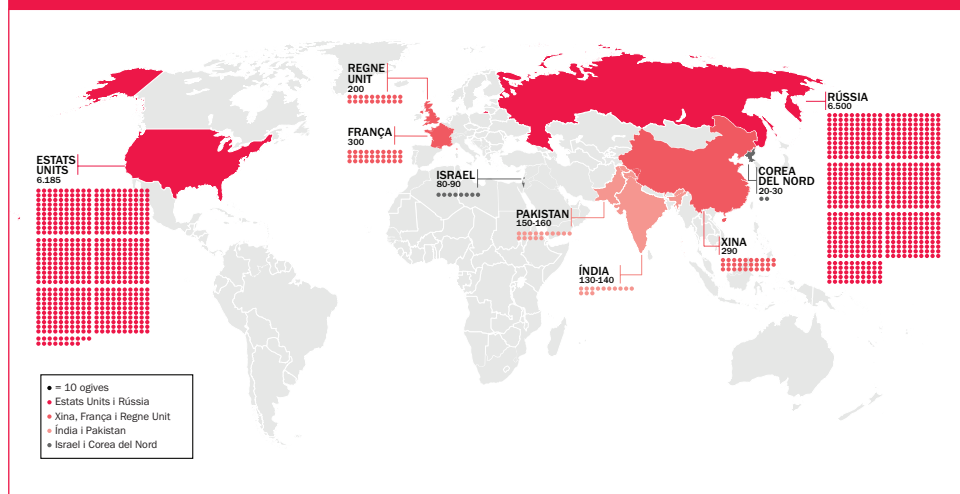 REGNE
UNIT
200
FRANÇA
300
ESTATS
UNITS
6.185
ISRAEL
80-90
PAKISTAN
150-160
ÍNDIA
130-140
RÚSSIA
6.500
COREA
DEL NORD
20-30
XINA
290
= 10 ogives
Estats Units i Rússia
Xina, França i Regne Unit
Índia i Pakistan
Israel i Corea del Nord